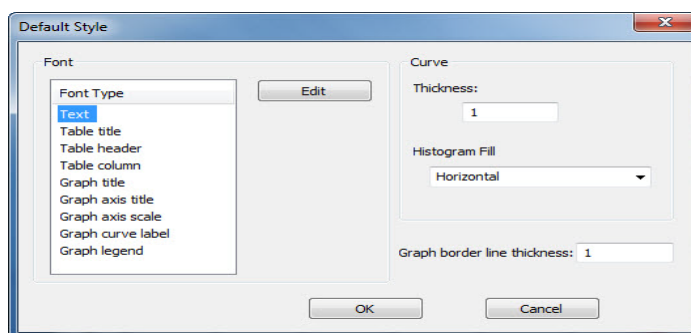 Default Style
Font
Font Type
Text
Table title
Table header
Table column
Graph title
Graph axis title
Graph axis scale
Graph curve label
Graph legend
Edit
Curve
Thickness:
1
Histogram Fill
Horizontal
Graph border line thickness: 1
OK
Cancel